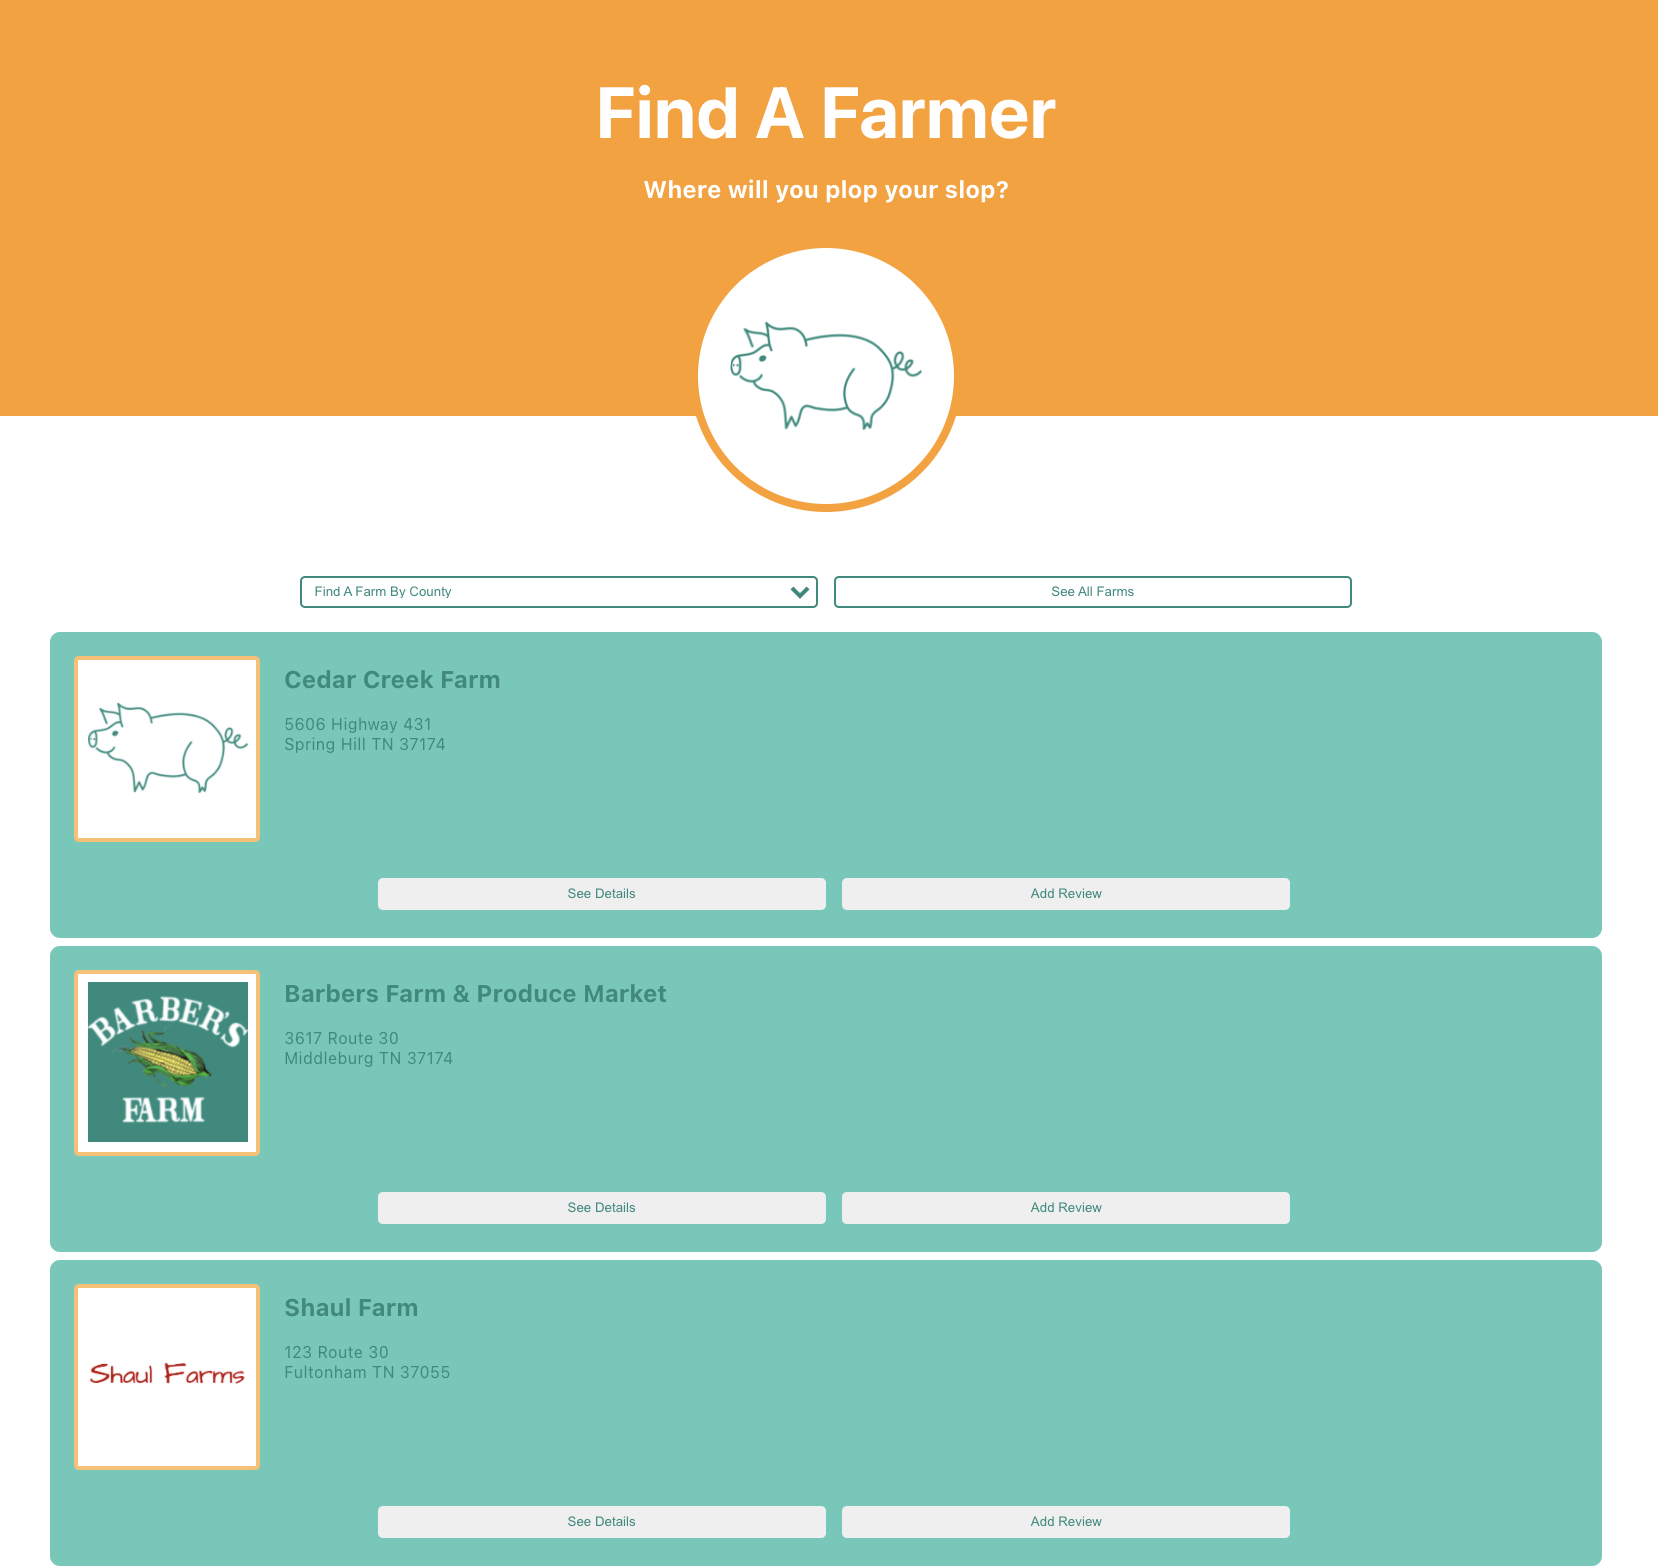 Find A Farmer
Where will you plop your slop?
Find A Farm By County
See All Farms
Cedar Creek Farm
5606 Highway 431
Spring Hill TN 37174
See Details
Add Review
BARBER'S
FARM
Barbers Farm & Produce Market
3617 Route 30
Middleburg TN 37174
See Details
Add Review
Shaul Farms
Shaul Farm
123 Route 30
Fultonham TN 37055
See Details
Add Review